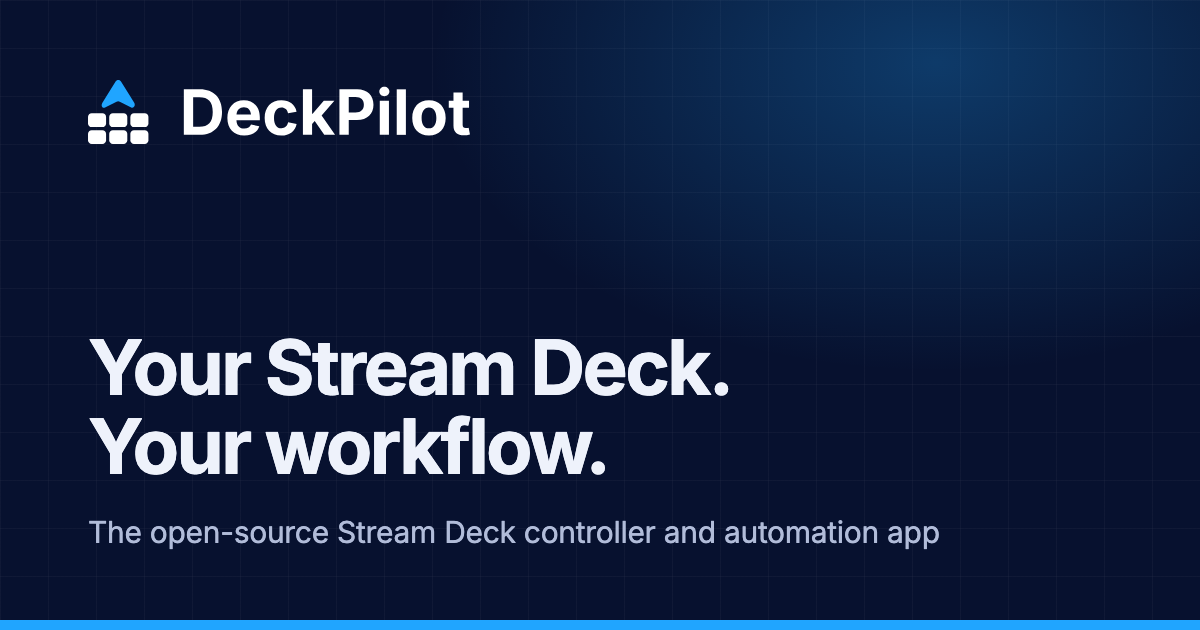 DeckPilot
Your Stream Deck.
Your workflow.
The open-source Stream Deck controller and automation app